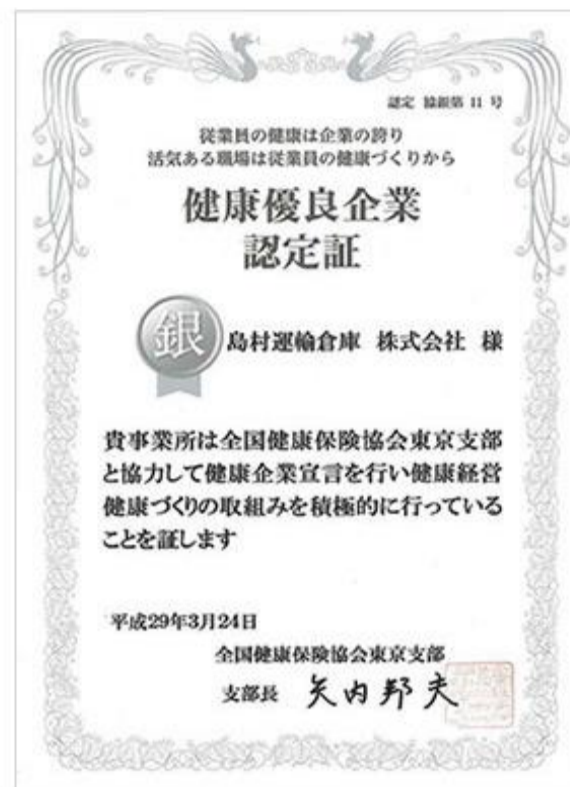 認定 協銀第 11 号
従業員の健康は企業の誇り
活気ある職場は従業員の健康づくりから
健康優良企業
認定証
銀
島村運輸倉庫 株式会社 様
貴事業所は全国健康保険協会東京支部
と協力して健康企業宣言を行い健康経営
健康づくりの取組みを積極的に行っている
ことを証します
平成29年3月24日
全国健康保険協会東京支部
支部長 矢内邦夫